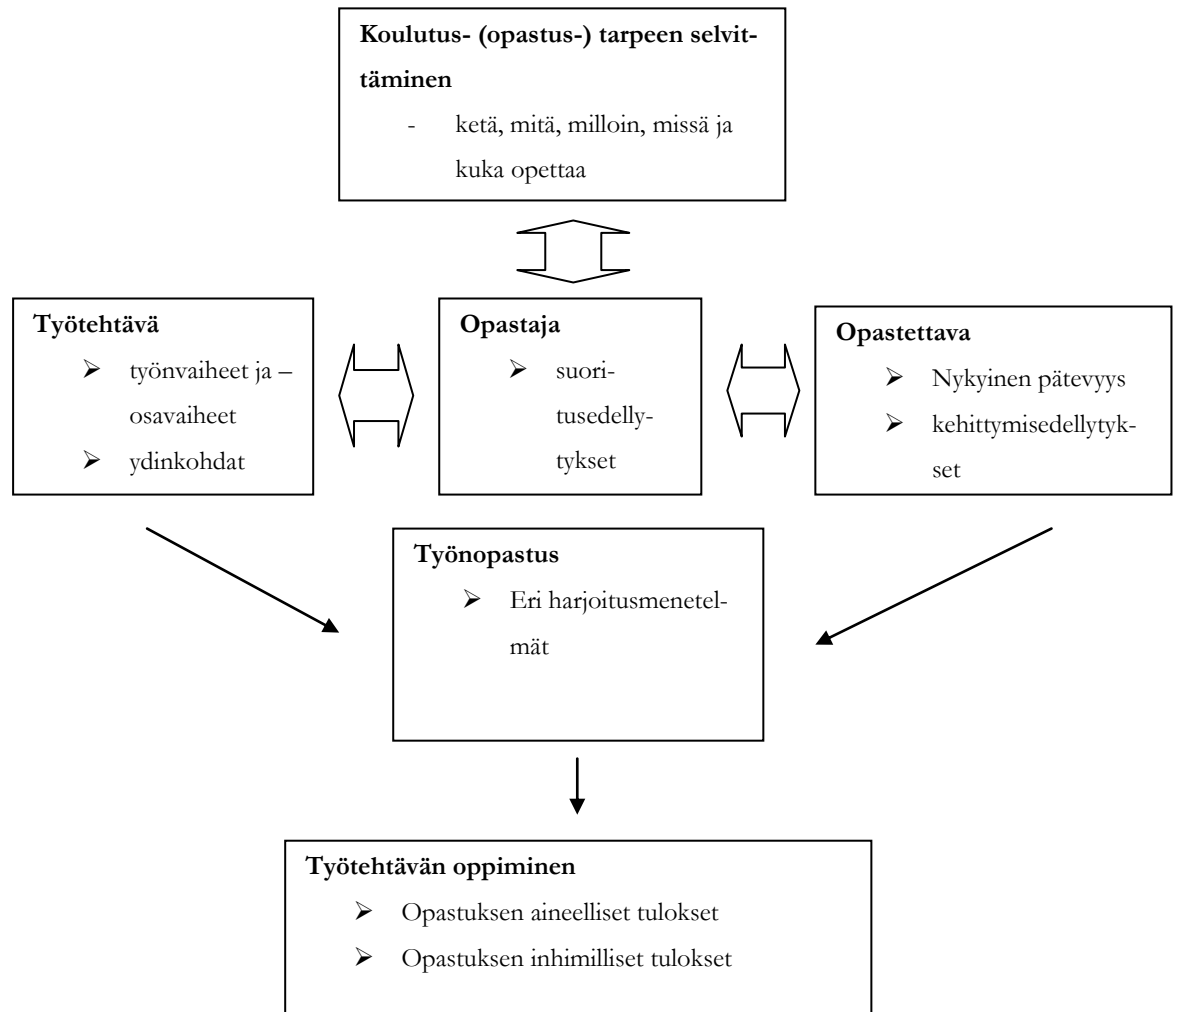 Koulutus- (opastus-) tarpeen selvit-
täminen
- ketä, mitä, milloin, missä ja
kuka opettaa
Työtehtävä
➢ työnvaiheet ja –
osavaiheet
➢ ydinkohdat
Opastaja
➢ suori-
tusedelly-
tykset
Opastettava
➢ Nykyinen pätevyys
➢ kehittymisedellytyk-
set
Työnopastus
➢ Eri harjoitusmenetel-
mät
Työtehtävän oppiminen
➢ Opastuksen aineelliset tulokset
➢ Opastuksen inhimilliset tulokset